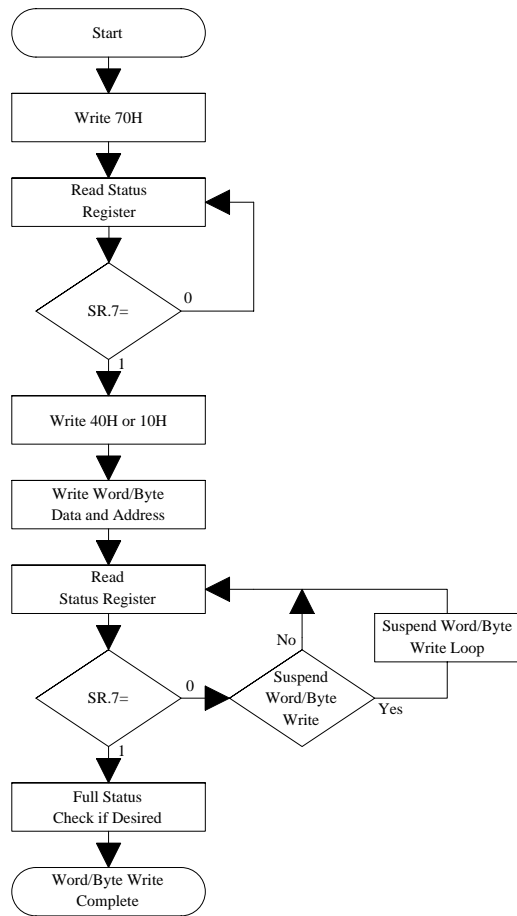 Start
Write 70H
Read Status
Register
SR.7=
0
1
Write 40H or 10H
Write Word/Byte
Data and Address
Read
Status Register
Suspend Word/Byte
Write Loop
No
SR.7=
0
Suspend
Word/Byte
Write
Yes
1
Full Status
Check if Desired
Word/Byte Write
Complete